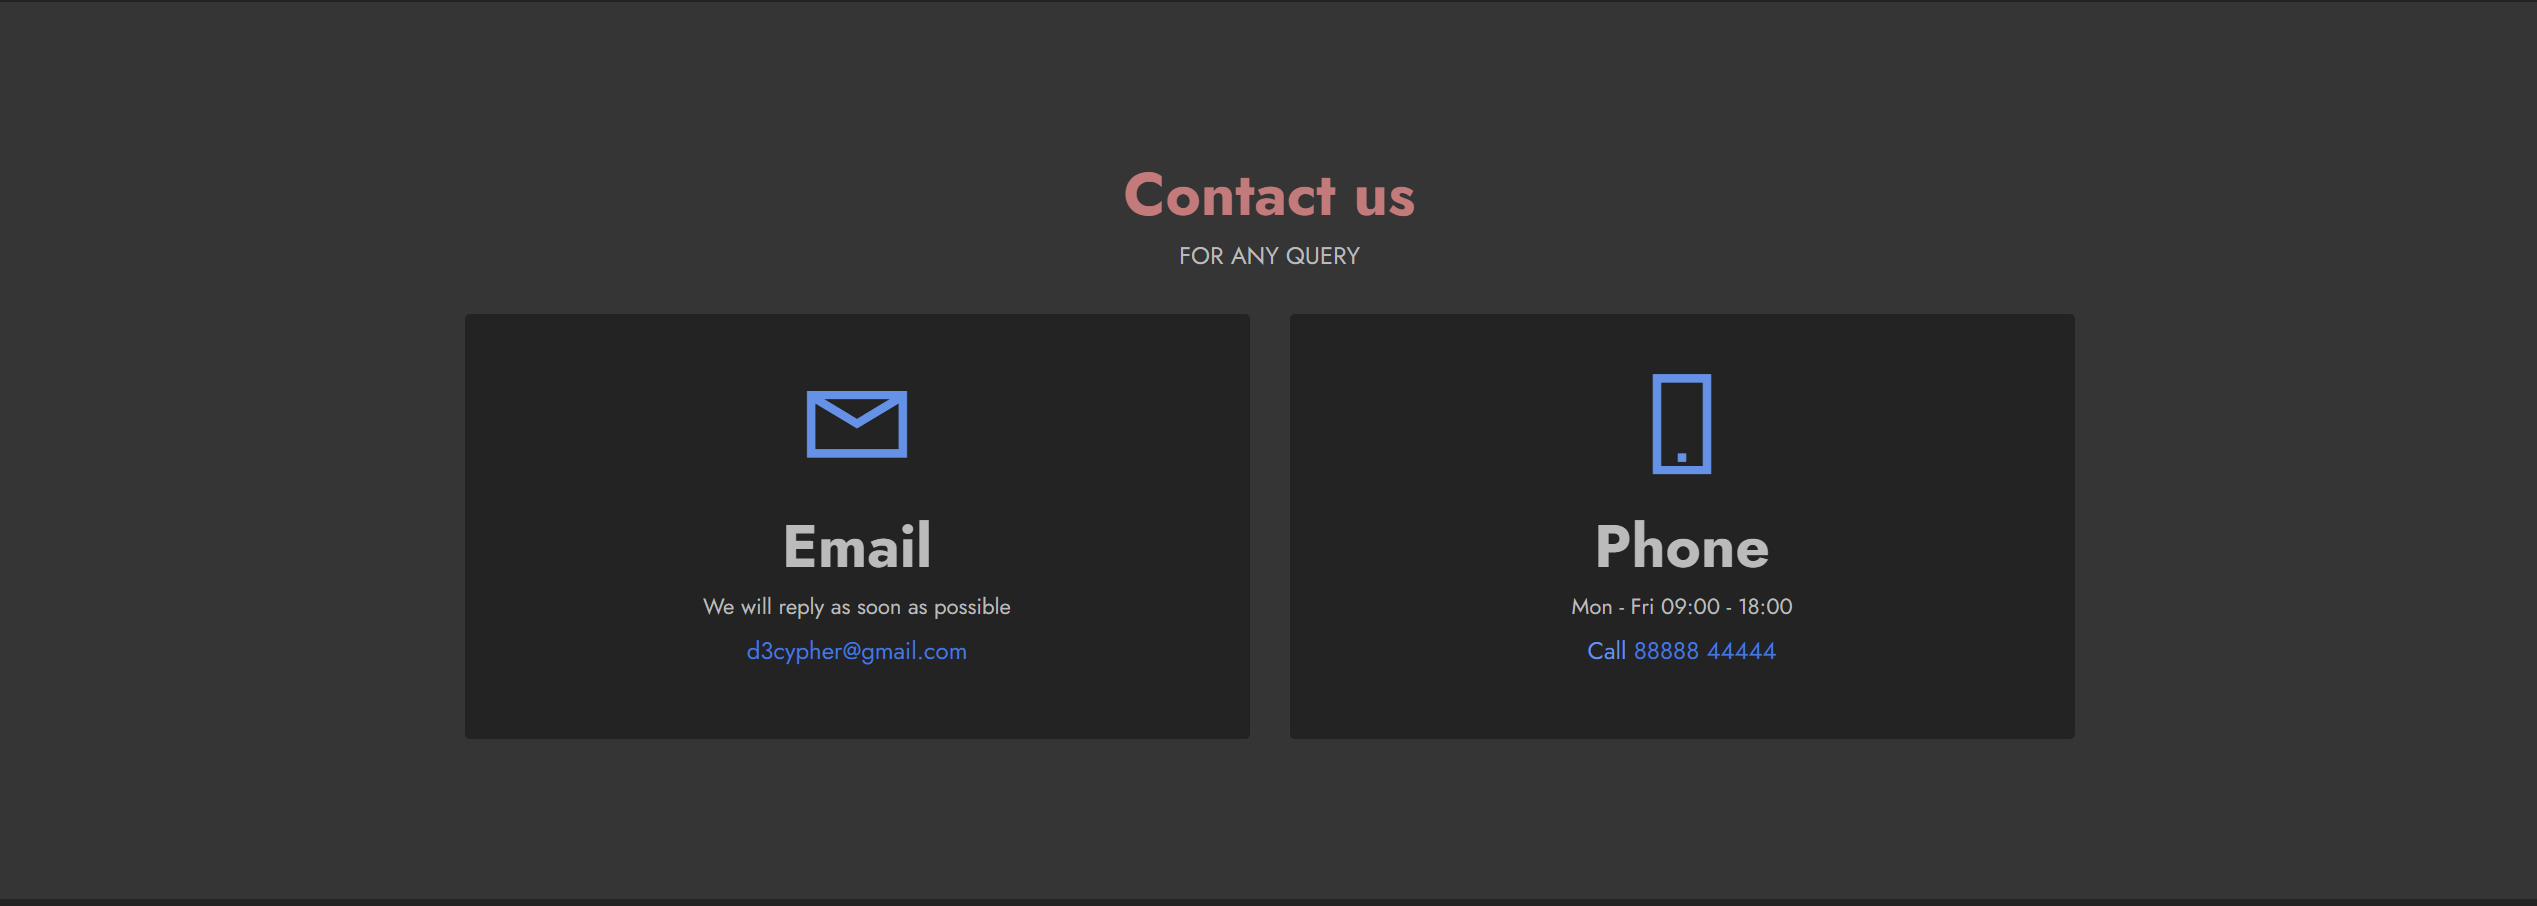 Contact us
FOR ANY QUERY
Email
We will reply as soon as possible
d3cypher@gmail.com
Phone
Mon - Fri 09:00 - 18:00
Call 88888 44444